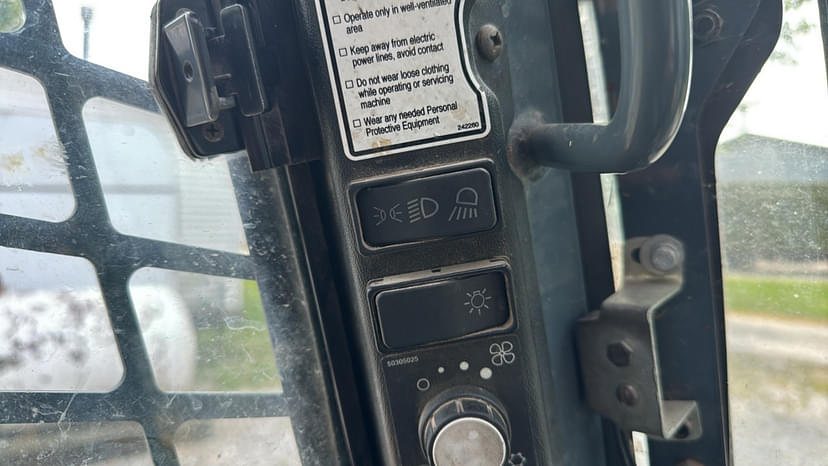 ☐ Operate only in well-ventilated
area
☐ Keep away from electric
power lines, avoid contact
☐ Do not wear loose clothing
while operating or servicing
machine
☐ Wear any needed Personal
Protective Equipment
242260
50305025